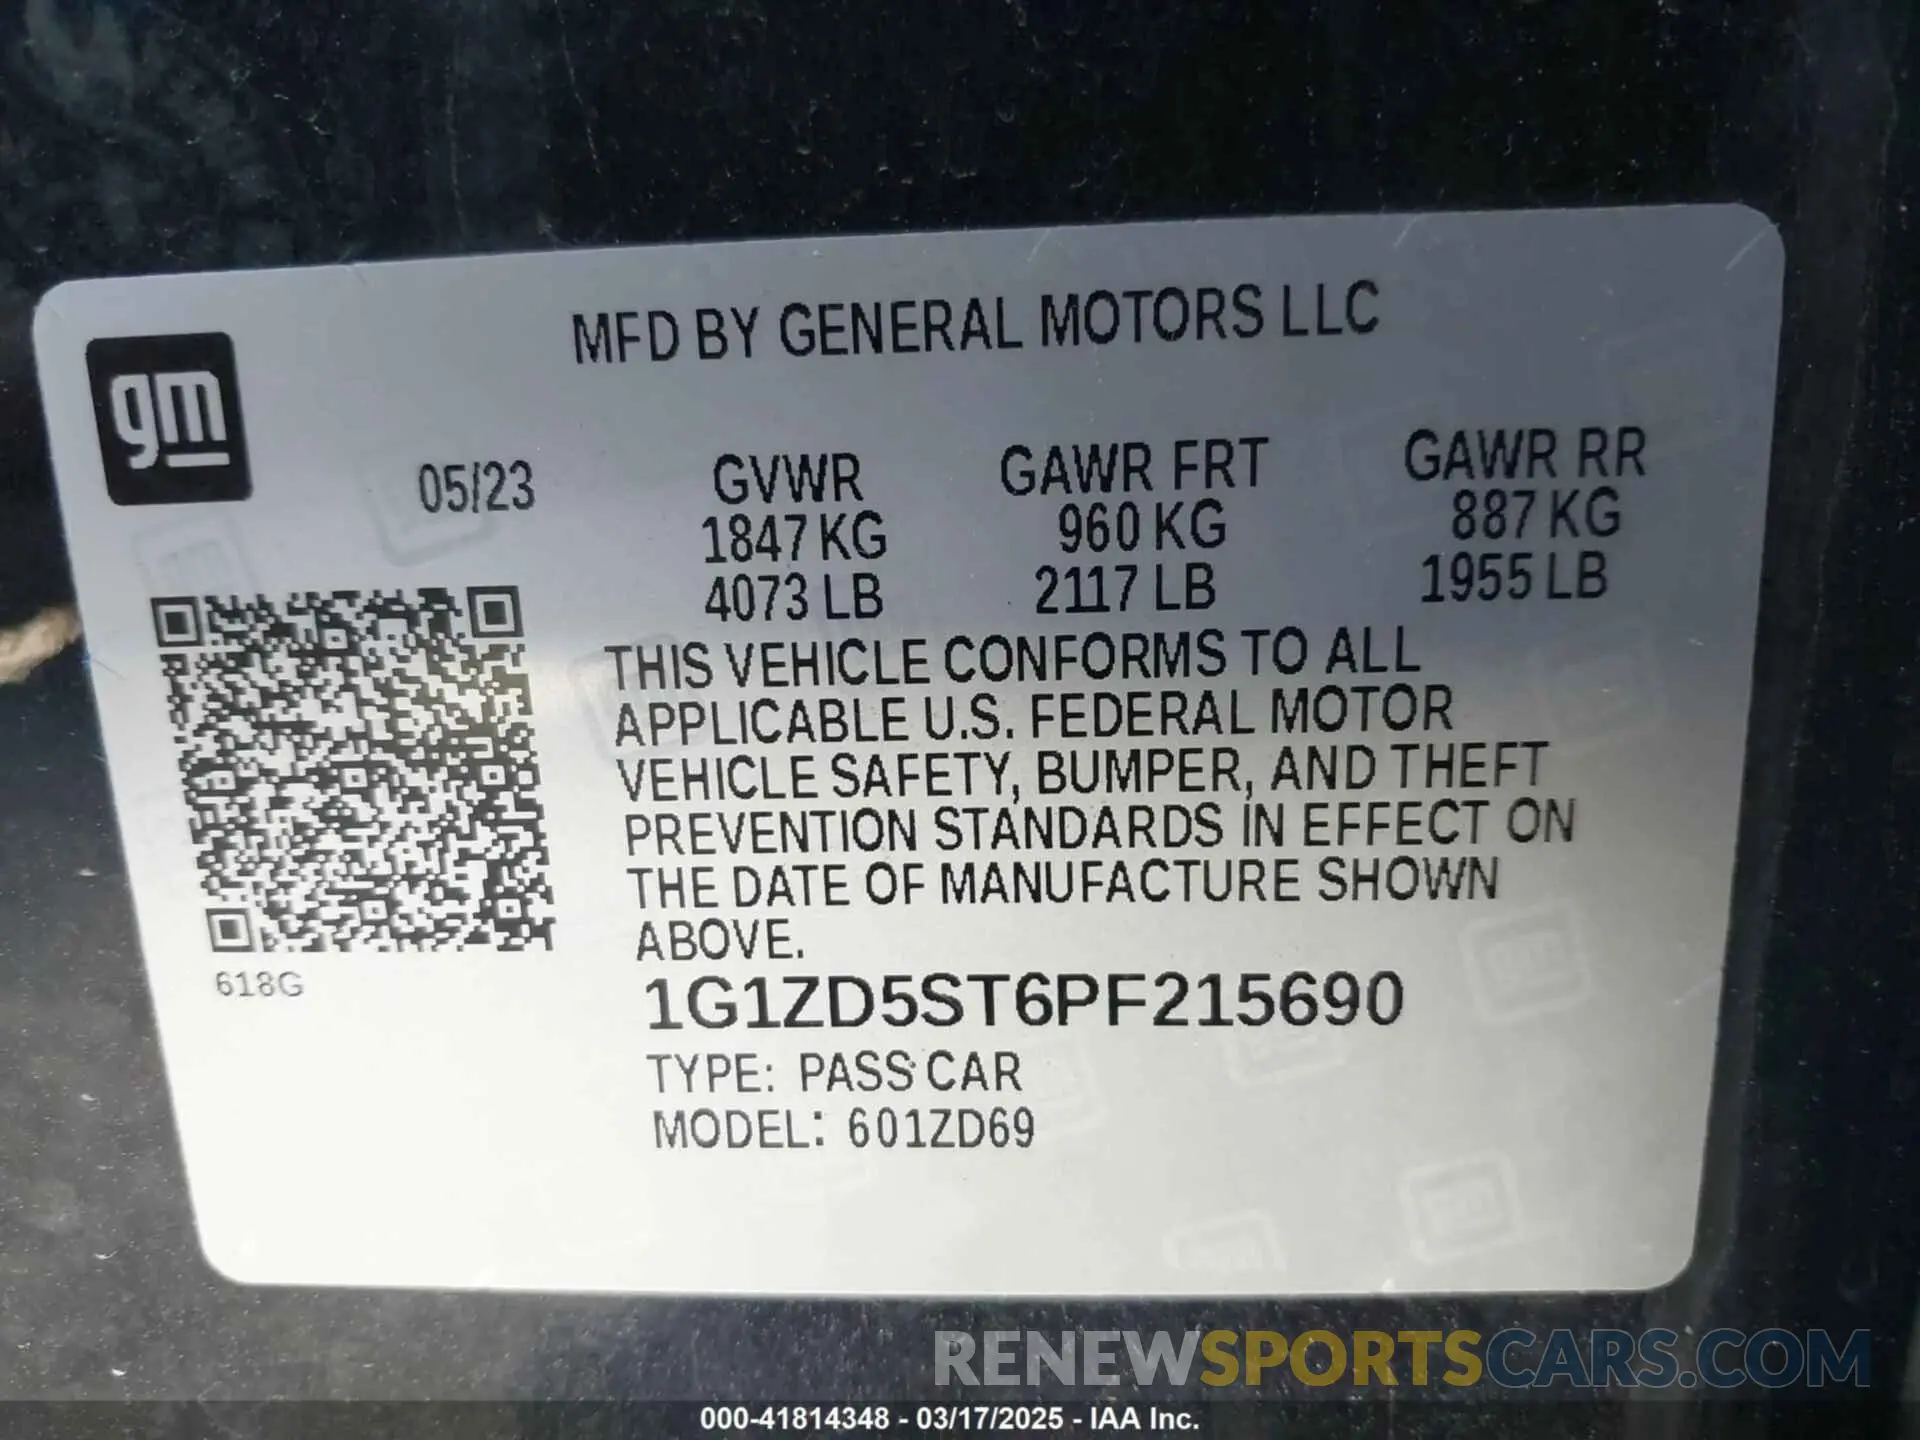 MFD BY GENERAL MOTORS LLC
gm
05/23
GVWR GAWR FRT GAWR RR
1847 KG 960 KG 887 KG
4073 LB 2117 LB 1955 LB
THIS VEHICLE CONFORMS TO ALL
APPLICABLE U.S. FEDERAL MOTOR
VEHICLE SAFETY, BUMPER, AND THEFT
PREVENTION STANDARDS IN EFFECT ON
THE DATE OF MANUFACTURE SHOWN
ABOVE.
618G
1G1ZD5ST6PF215690
TYPE: PASS CAR
MODEL: 601ZD69
RENEWSPORTSCARS.COM
000-41814348 - 03/17/2025 - IAA Inc.